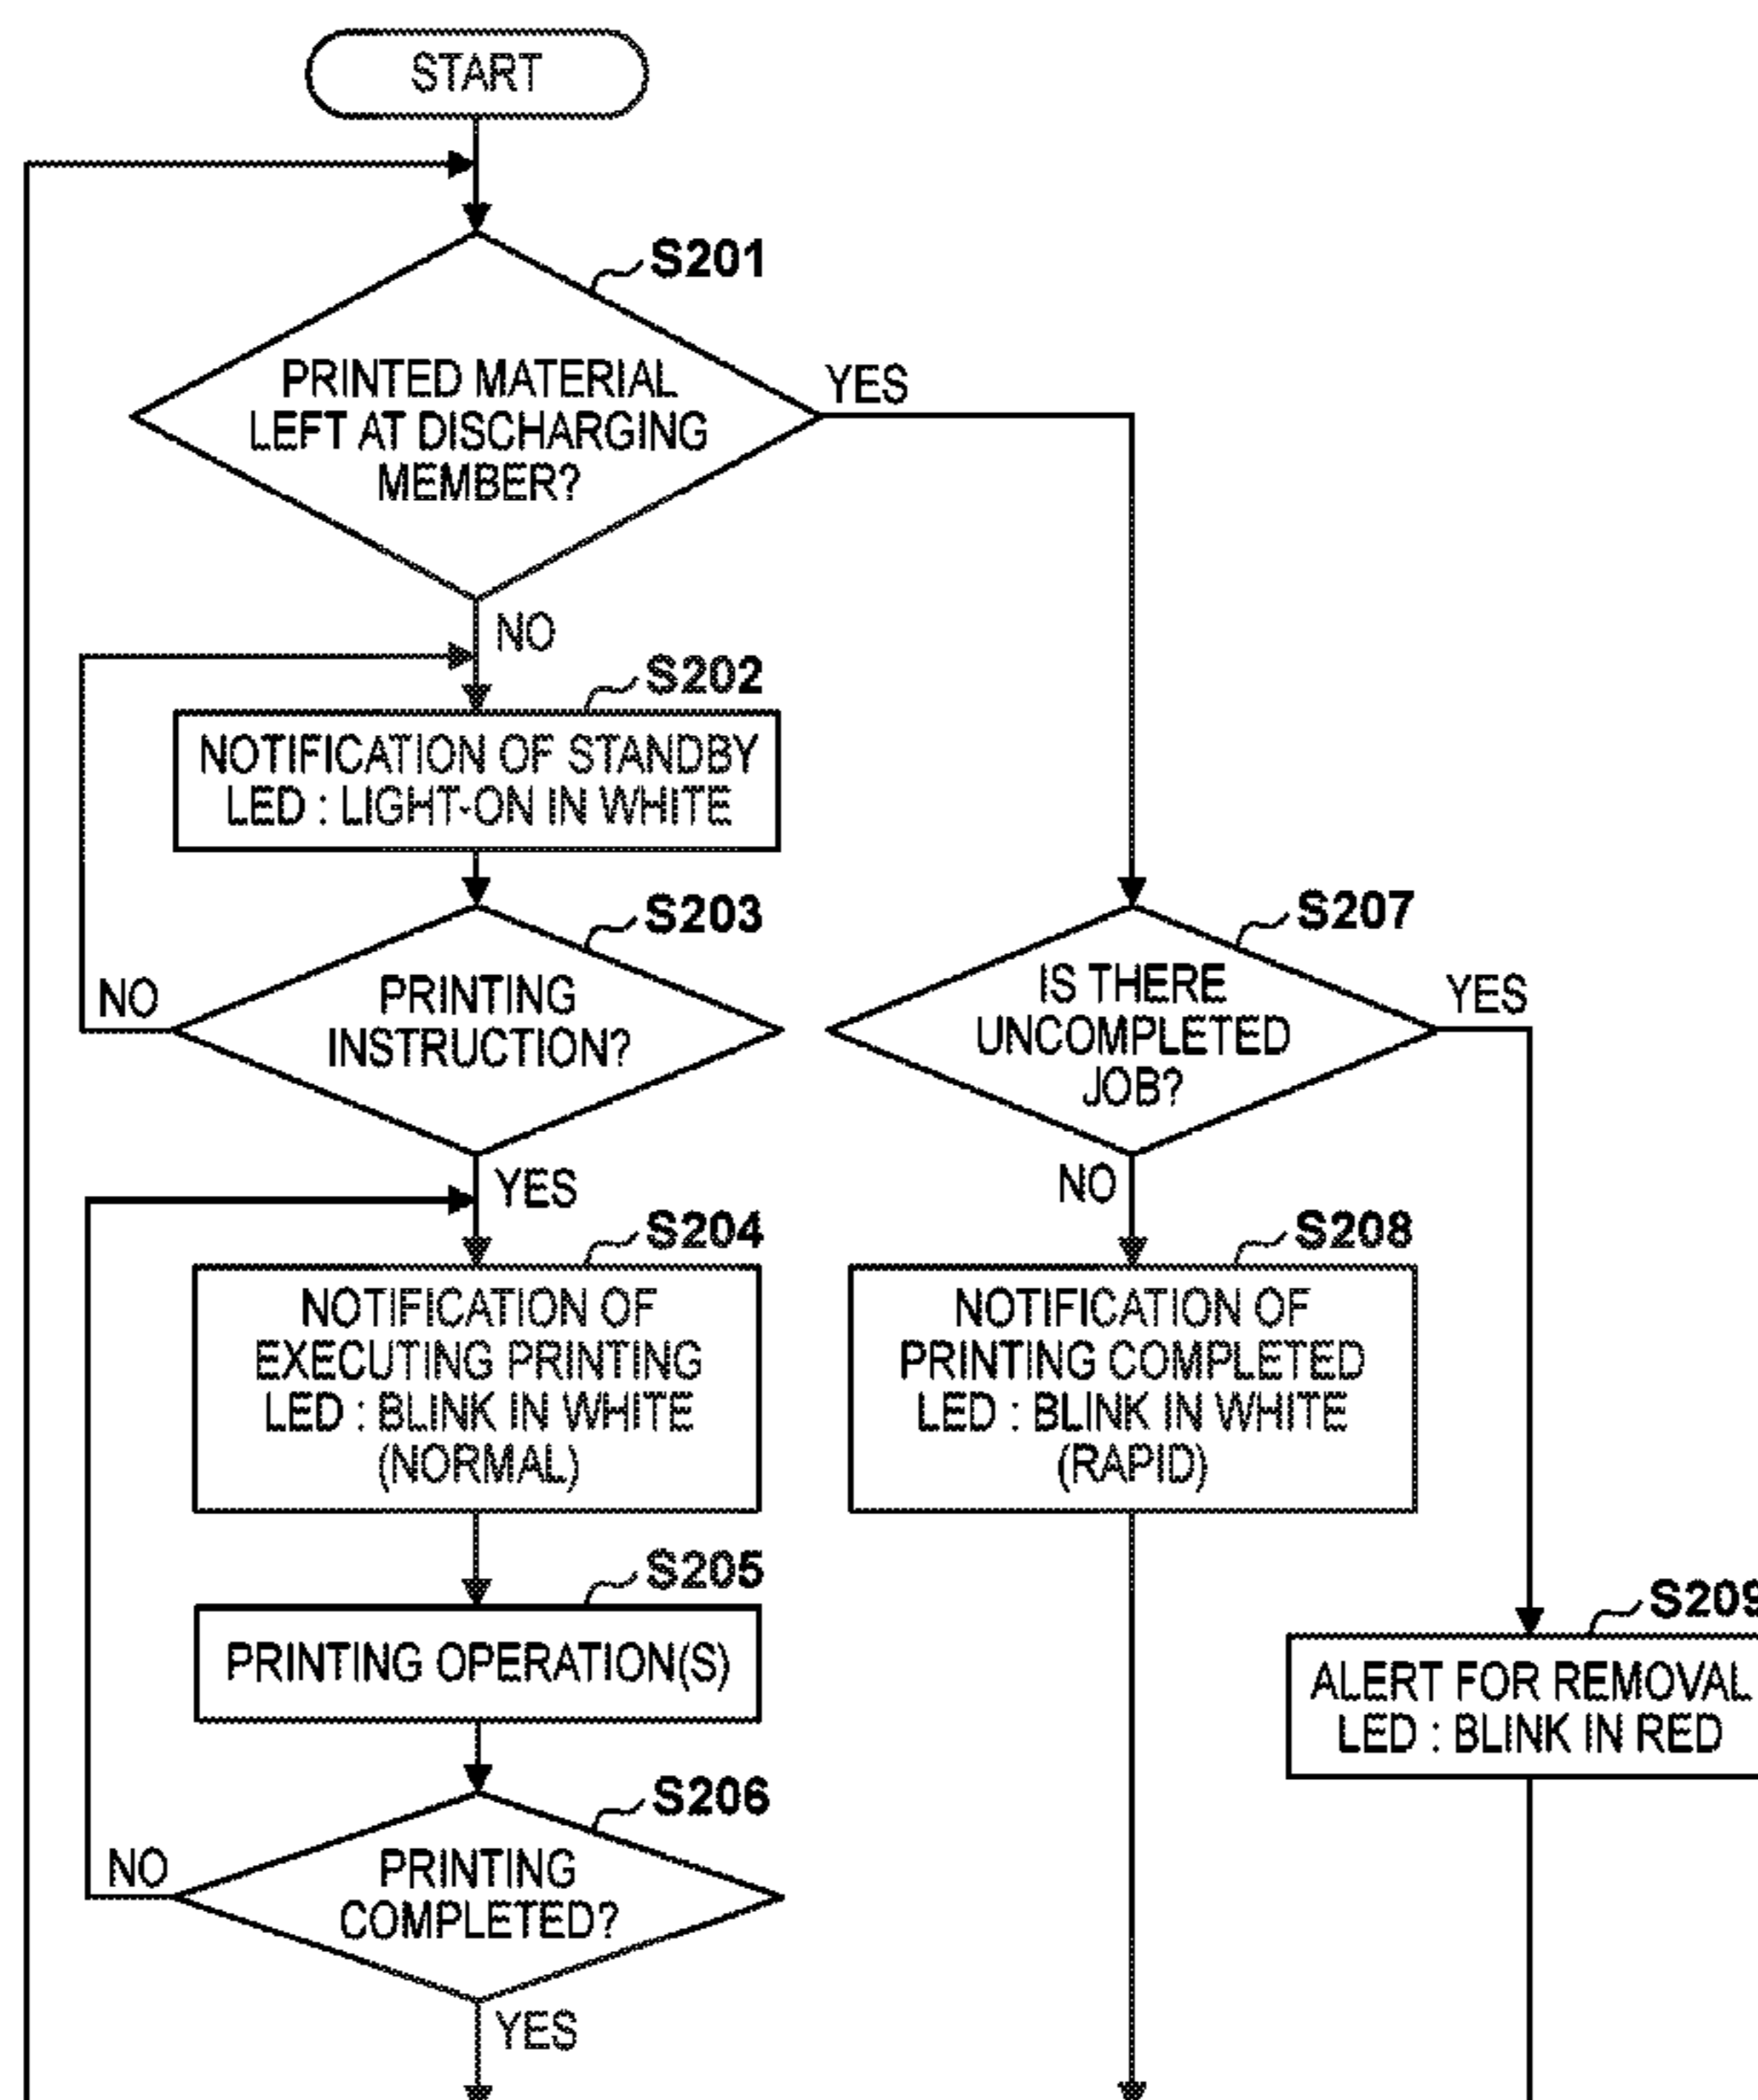 START
S201
PRINTED MATERIAL
LEFT AT DISCHARGING
MEMBER?
YES
NO
S202
NOTIFICATION OF STANDBY
LED : LIGHT-ON IN WHITE
S203
PRINTING
INSTRUCTION?
NO
YES
S204
NOTIFICATION OF
EXECUTING PRINTING
LED : BLINK IN WHITE
(NORMAL)
S205
PRINTING OPERATION(S)
S206
PRINTING
COMPLETED?
NO
YES
S207
IS THERE
UNCOMPLETED
JOB?
YES
NO
S208
NOTIFICATION OF
PRINTING COMPLETED
LED : BLINK IN WHITE
(RAPID)
S209
ALERT FOR REMOVAL
LED : BLINK IN RED